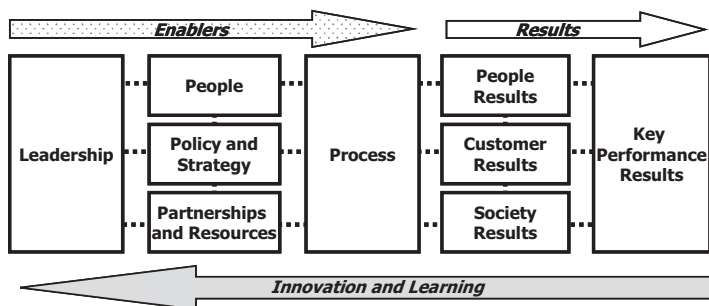 Enablers
Results
Leadership
People
Policy and
Strategy
Partnerships
and Resources
Process
People
Results
Customer
Results
Society
Results
Key
Performance
Results
Innovation and Learning